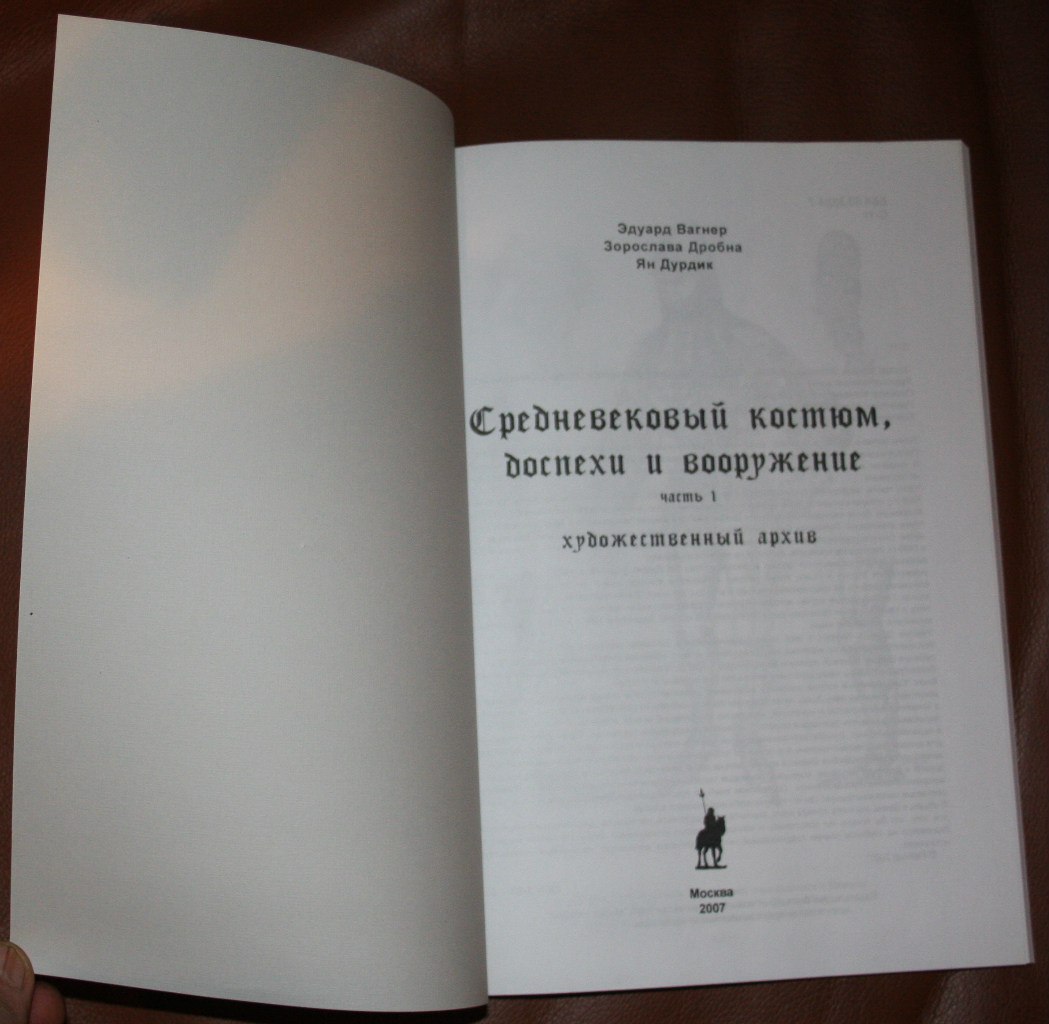 Эдуард Вагнер
Зорослава Дробна
Ян Дурдик
Средневековый костюм,
доспехи и вооружение
часть 1
художественный архив
Москва
2007